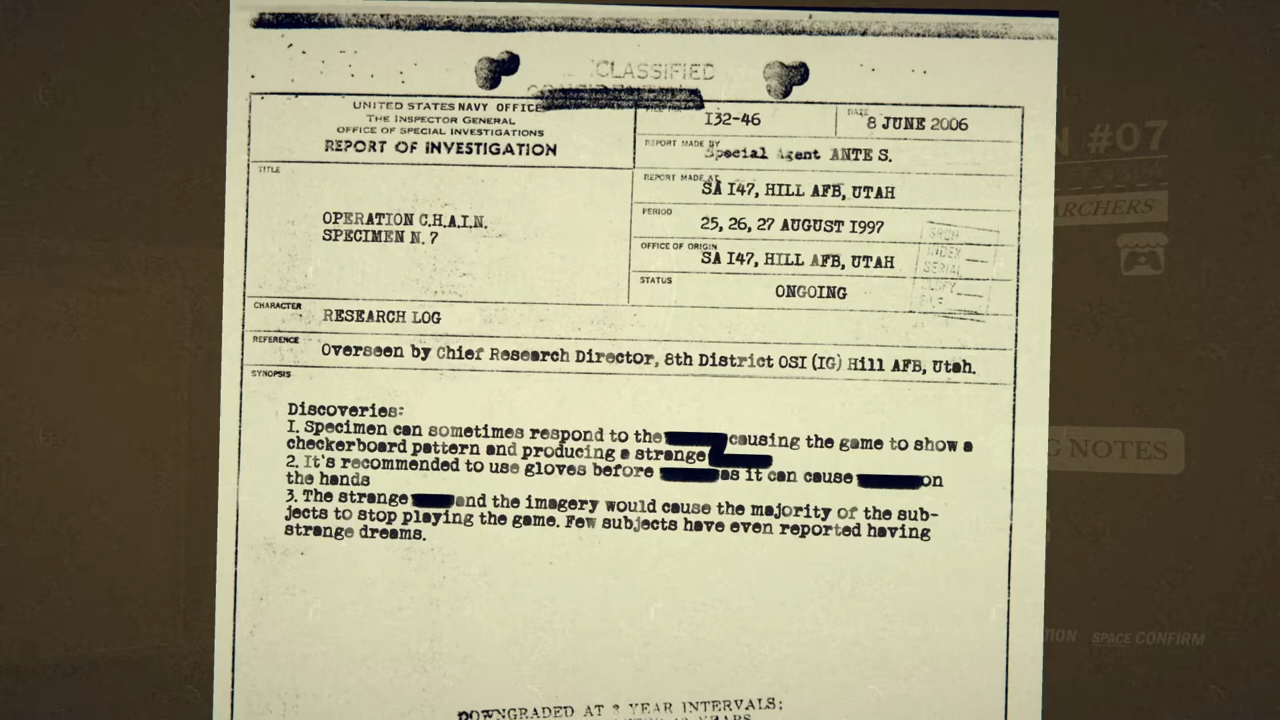 CLASSIFIED
UNITED STATES NAVY OFFICE
THE INSPECTOR GENERAL
OFFICE OF SPECIAL INVESTIGATIONS
REPORT OF INVESTIGATION
I32-46
DATE
8 JUNE 2006
REPORT MADE BY
Special Agent ANTE S.
TITLE
REPORT MADE AT
SA I47, HILL AFB, UTAH
OPERATION C.H.A.I.N.
SPECIMEN N. 7
PERIOD
25, 26, 27 AUGUST I997
OFFICE OF ORIGIN
SA I47, HILL AFB, UTAH
STATUS
ONGOING
INDEX
SERIAL
CHARACTER
RESEARCH LOG
REFERENCE
Overseen by Chief Research Director, 8th District OSI (IG) Hill AFB, Utah.
SYNOPSIS
Discoveries:
I. Specimen can sometimes respond to the causing the game to show a
checkerboard pattern and producing a strange
2. It's recommended to use gloves before as it can cause on
the hands
3. The strange and the imagery would cause the majority of the sub-
jects to stop playing the game. Few subjects have even reported having
strange dreams.
DOWNGRADED AT 3 YEAR INTERVALS;
N #07
ARCHERS
G NOTES
SPACE CONFIRM